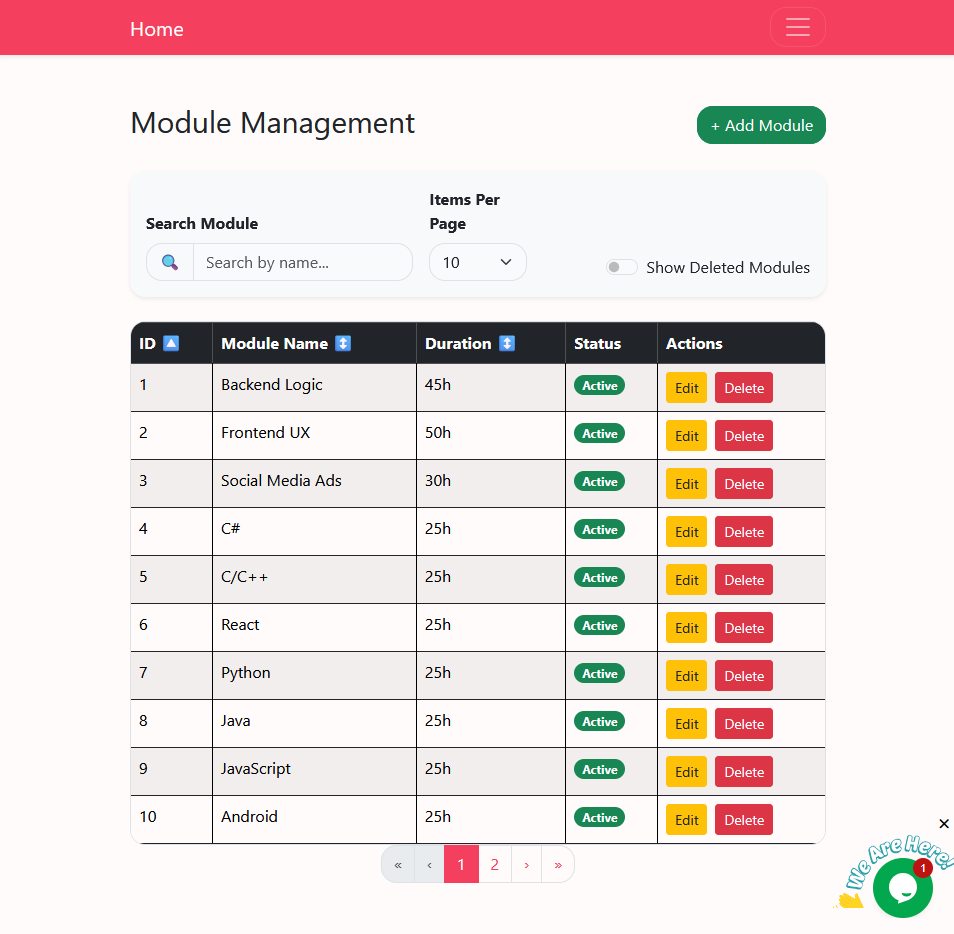 Home
Module Management
+ Add Module
Items Per
Page
Search Module
Search by name...
10
Show Deleted Modules
ID Module Name Duration Status Actions
1 Backend Logic 45h Active Edit Delete
2 Frontend UX 50h Active Edit Delete
3 Social Media Ads 30h Active Edit Delete
4 C# 25h Active Edit Delete
5 C/C++ 25h Active Edit Delete
6 React 25h Active Edit Delete
7 Python 25h Active Edit Delete
8 Java 25h Active Edit Delete
9 JavaScript 25h Active Edit Delete
10 Android 25h Active Edit Delete
« ‹ 1 2 › »
We Are Here!
1